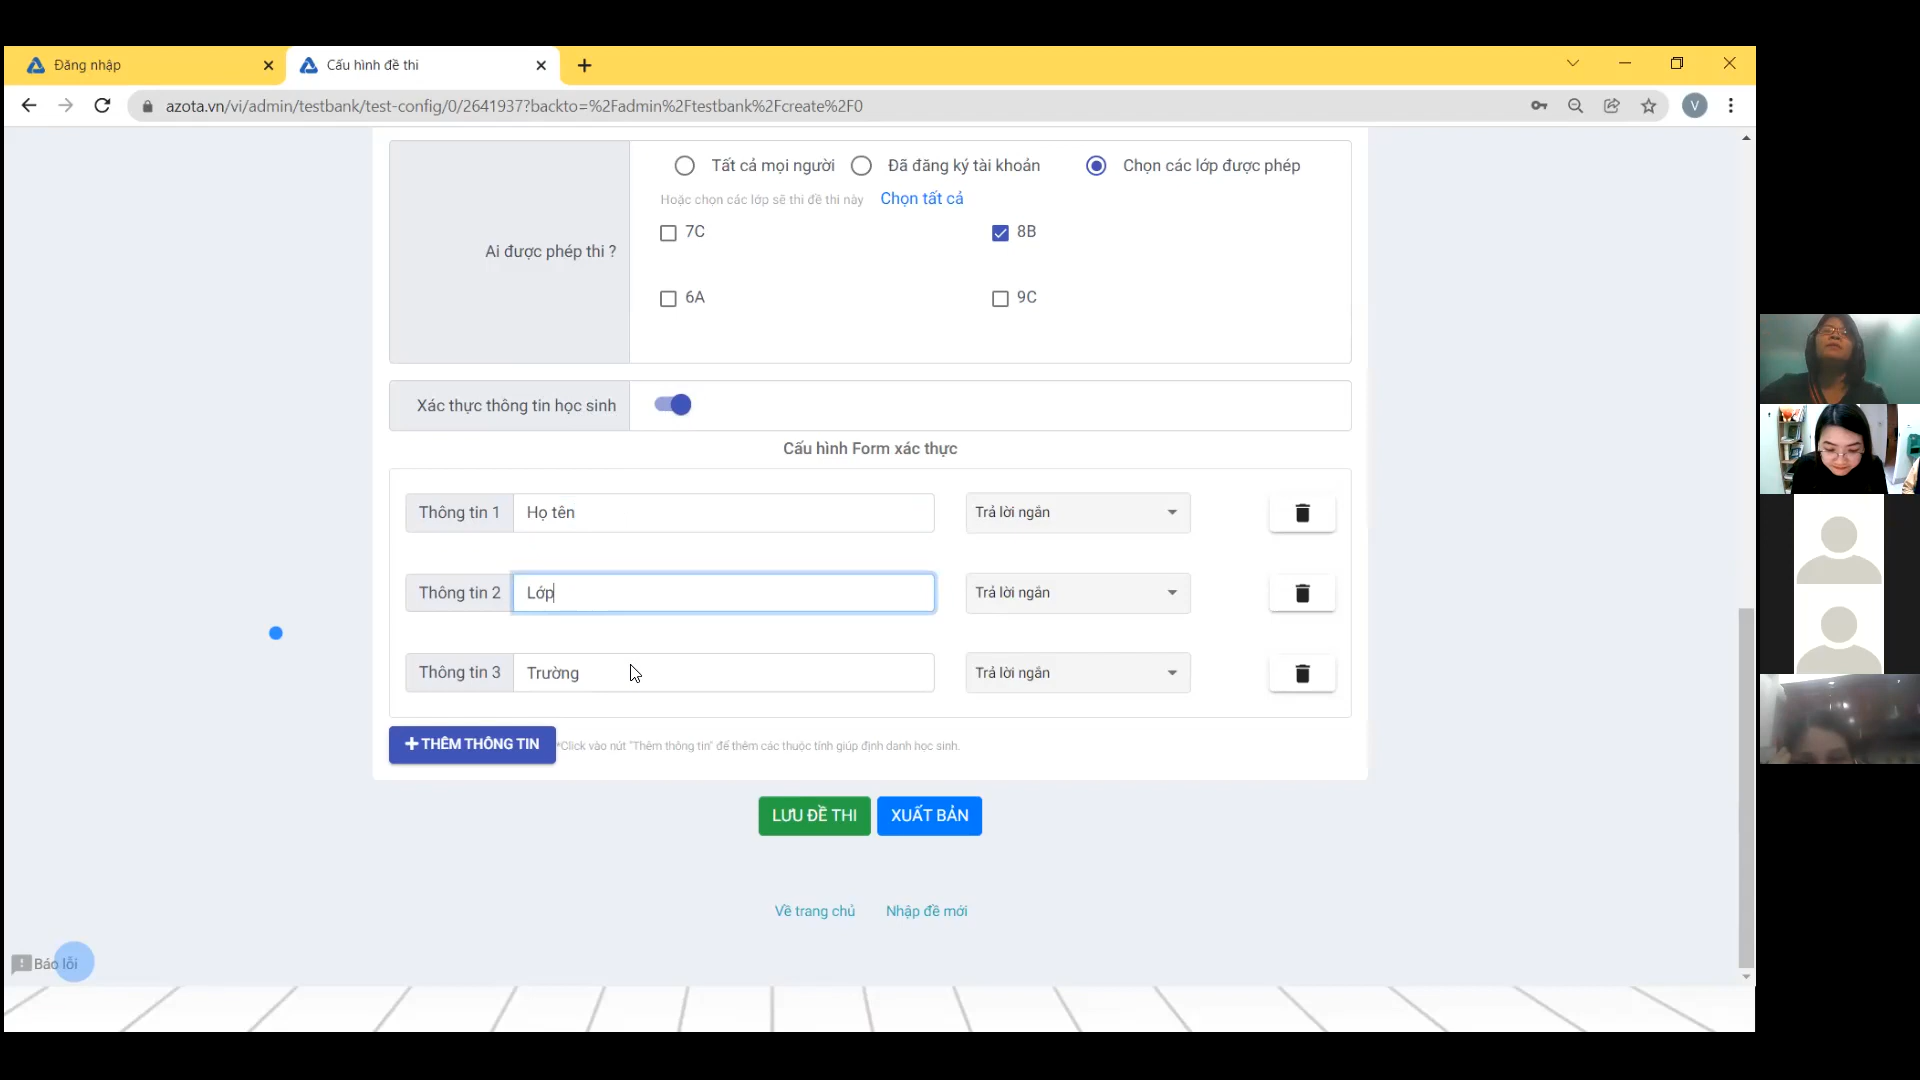 Đăng nhập
Cấu hình đề thi
azota.vn/vi/admin/testbank/test-config/0/2641937?backto=%2Fadmin%2Ftestbank%2Fcreate%2F0
V
Tất cả mọi người
Đã đăng ký tài khoản
Chọn các lớp được phép
Hoặc chọn các lớp sẽ thi đề thi này
Chọn tất cả
Ai được phép thi ?
7C
8B
6A
9C
Xác thực thông tin học sinh
Cấu hình Form xác thực
Thông tin 1
Họ tên
Trả lời ngắn
Thông tin 2
Lớp
Trả lời ngắn
Thông tin 3
Trường
Trả lời ngắn
+ THÊM THÔNG TIN
*Click vào nút "Thêm thông tin" để thêm các thuộc tính giúp định danh học sinh.
LƯU ĐỀ THI
XUẤT BẢN
Về trang chủ
Nhập đề mới
Báo lỗi